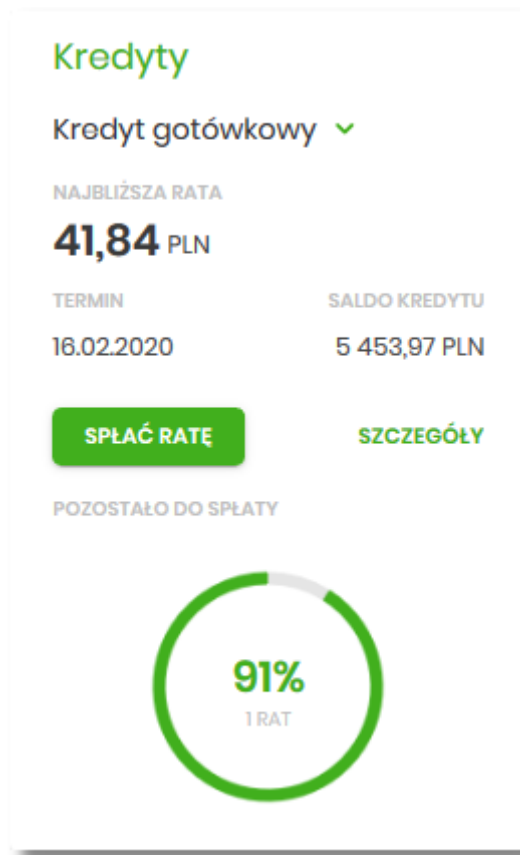 Kredyty
Kredyt gotówkowy
NAJBLIŻSZA RATA
41,84 PLN
TERMIN SALDO KREDYTU
16.02.2020 5 453,97 PLN
SPŁAĆ RATĘ SZCZEGÓŁY
POZOSTAŁO DO SPŁATY
91%
1 RAT